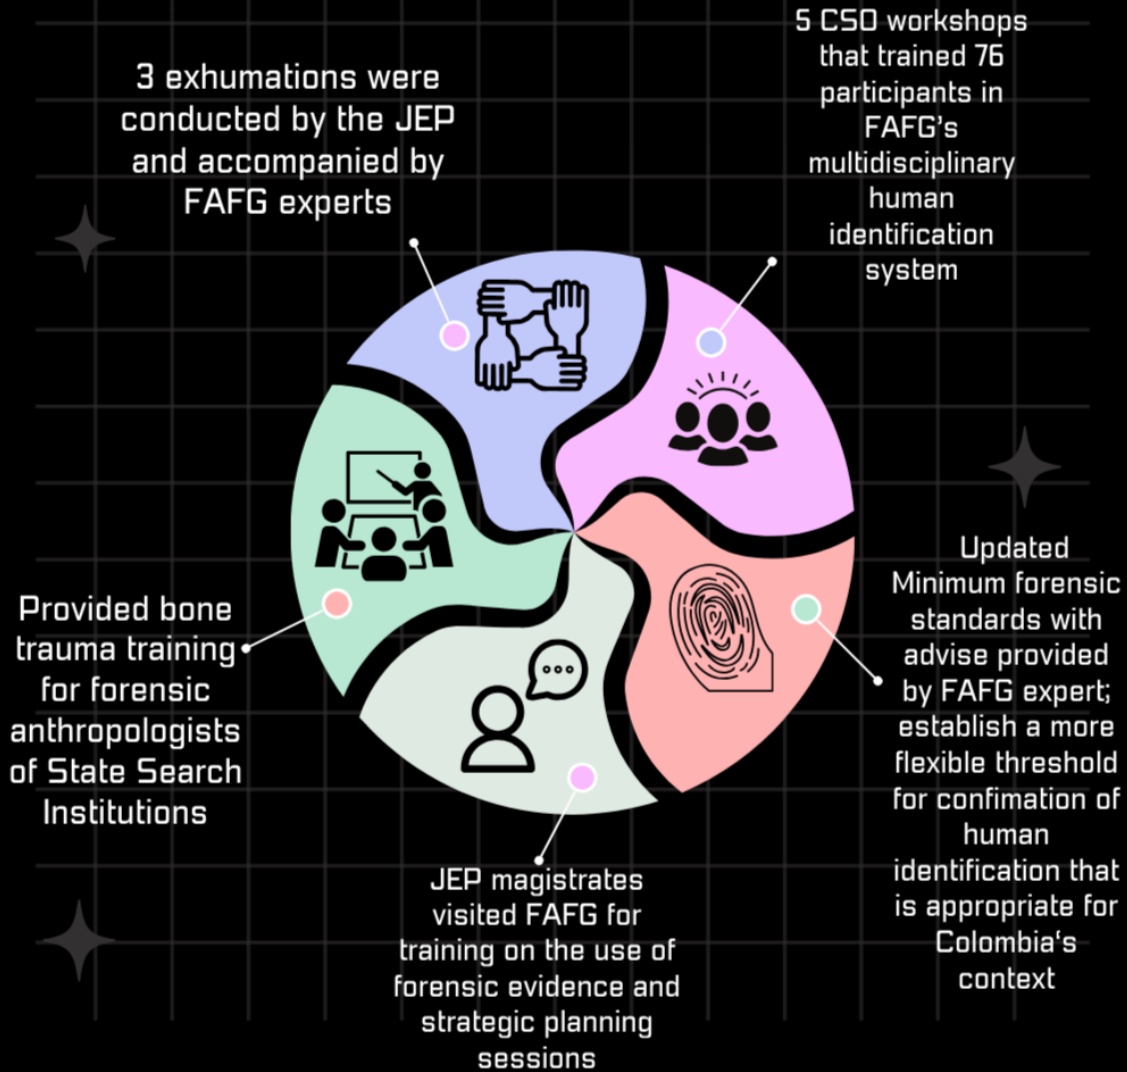 3 exhumations were
conducted by the JEP
and accompanied by
FAFG experts
5 CSO workshops
that trained 76
participants in
FAFG's
multidisciplinary
human
identification
system
Provided bone
trauma training
for forensic
anthropologists
of State Search
Institutions
Updated
Minimum forensic
standards with
advise provided
by FAFG expert;
establish a more
flexible threshold
for confimation of
human
identification that
is appropriate for
Colombia‘s
context
JEP magistrates
visited FAFG for
training on the use of
forensic evidence and
strategic planning
sessions